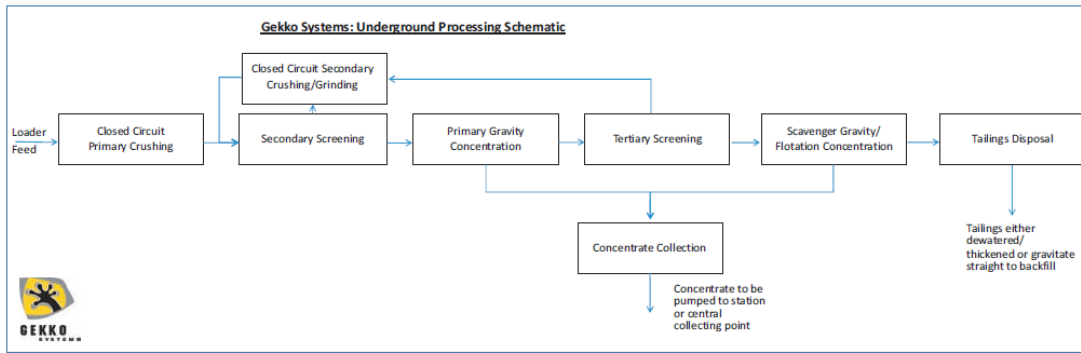 Gekko Systems: Underground Processing Schematic
Closed Circuit Secondary
Crushing/Grinding
Loader
Feed
Closed Circuit
Primary Crushing
Secondary Screening
Primary Gravity
Concentration
Tertiary Screening
Scavenger Gravity/
Flotation Concentration
Tailings Disposal
Concentrate Collection
Tailings either
dewatered/
thickened or gravitate
straight to backfill
Concentrate to be
pumped to station
or central
collecting point
GEKKO
SYSTEMS